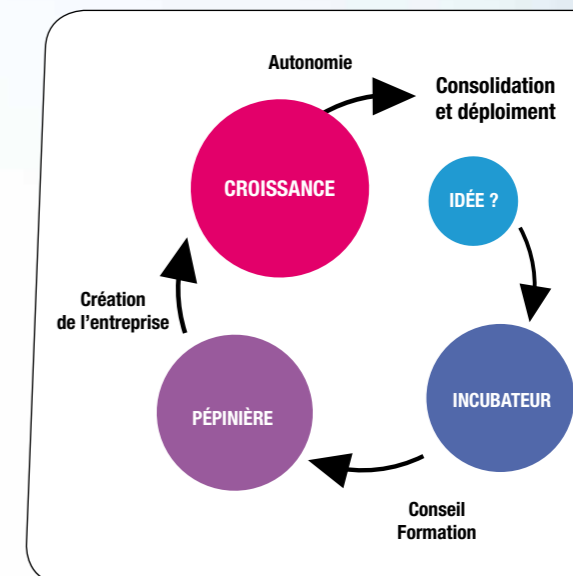 Autonomie
Consolidation
et déploiment
CROISSANCE
IDÉE ?
Création
de l'entreprise
INCUBATEUR
PÉPINIÈRE
Conseil
Formation